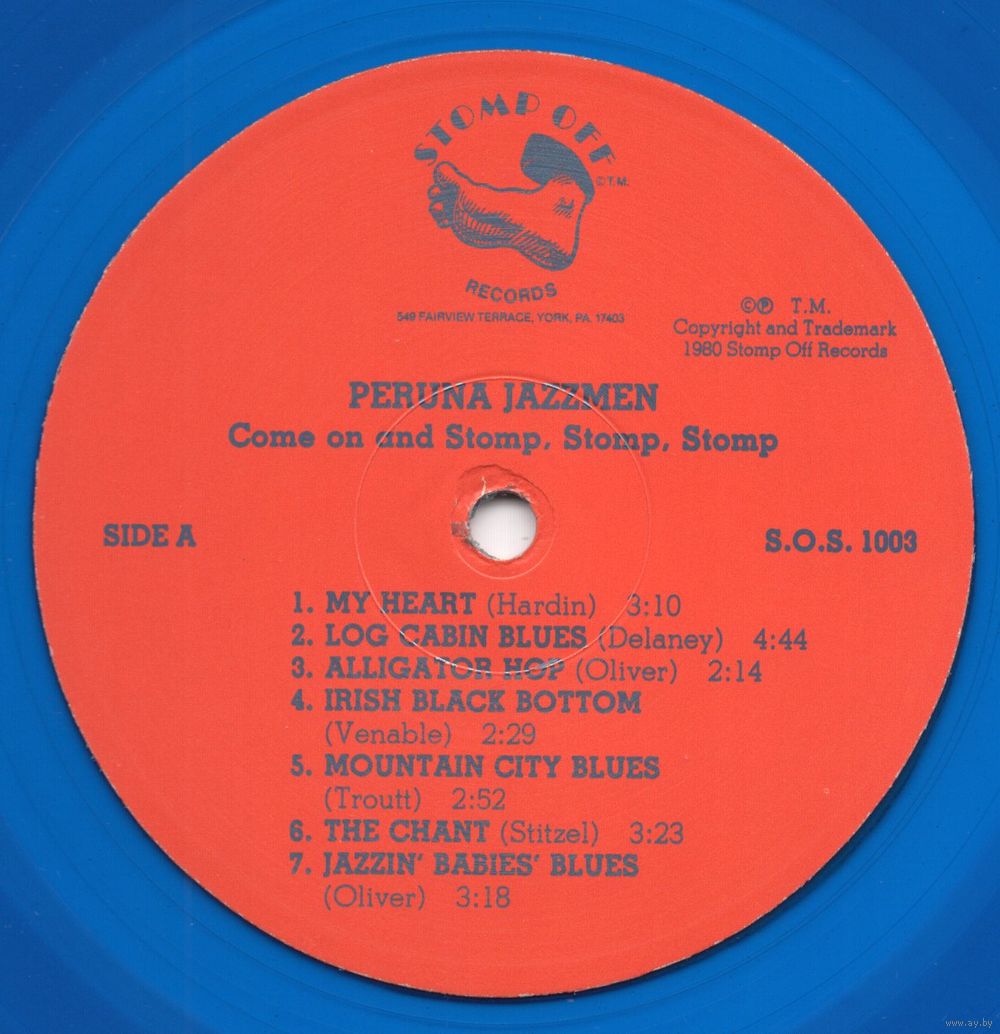 STOMP OFF
©T.M.
RECORDS
549 FAIRVIEW TERRACE, YORK, PA. 17403
©℗ T.M.
Copyright and Trademark
1980 Stomp Off Records
PERUNA JAZZMEN
Come on and Stomp, Stomp, Stomp
SIDE A
S.O.S. 1003
1. MY HEART (Hardin) 3:10
2. LOG CABIN BLUES (Delaney) 4:44
3. ALLIGATOR HOP (Oliver) 2:14
4. IRISH BLACK BOTTOM
(Venable) 2:29
5. MOUNTAIN CITY BLUES
(Troutt) 2:52
6. THE CHANT (Stitzel) 3:23
7. JAZZIN' BABIES' BLUES
(Oliver) 3:18
www.ay.by